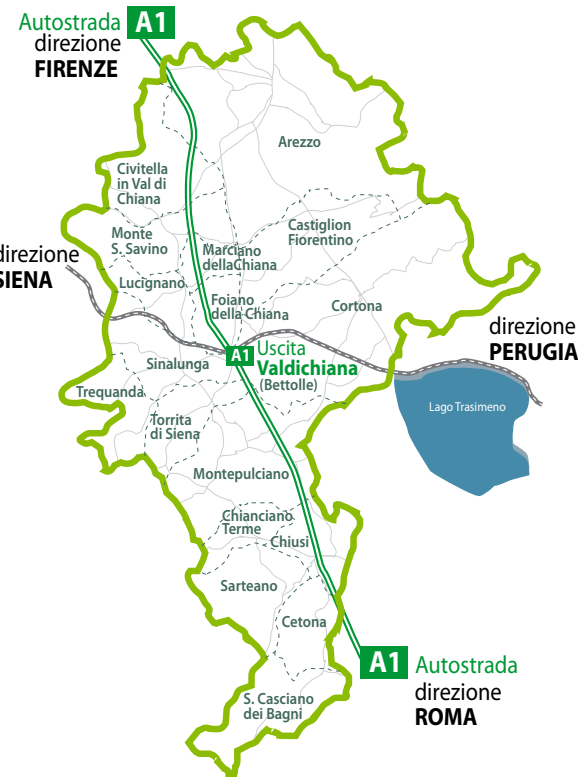 Autostrada A1
direzione
FIRENZE
Arezzo
Civitella
in Val di
Chiana
Castiglion
Fiorentino
Monte
S. Savino
Marciano
dellaChiana
direzione
SIENA
Lucignano
Foiano
della Chiana
Cortona
direzione
PERUGIA
A1 Uscita
Valdichiana
(Bettolle)
Sinalunga
Trequanda
Lago Trasimeno
Torrita
di Siena
Montepulciano
Chianciano
Terme
Chiusi
Sarteano
Cetona
A1 Autostrada
direzione
ROMA
S. Casciano
dei Bagni